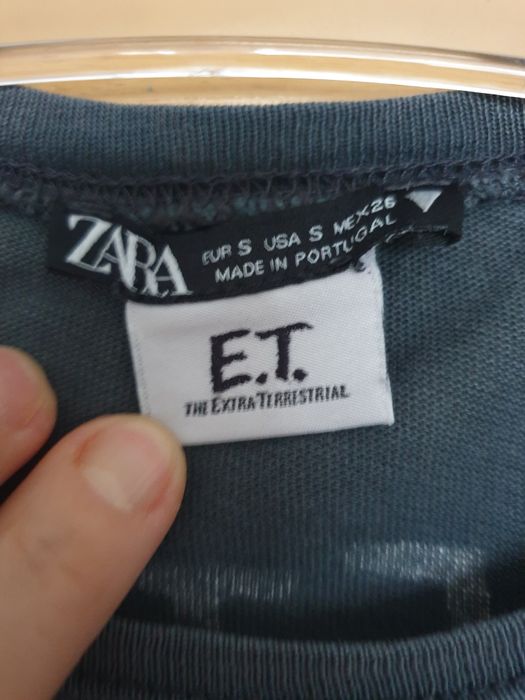 ZARA
EUR S USA S MEX 26
MADE IN PORTUGAL
E.T.
THE EXTRA TERRESTRIAL